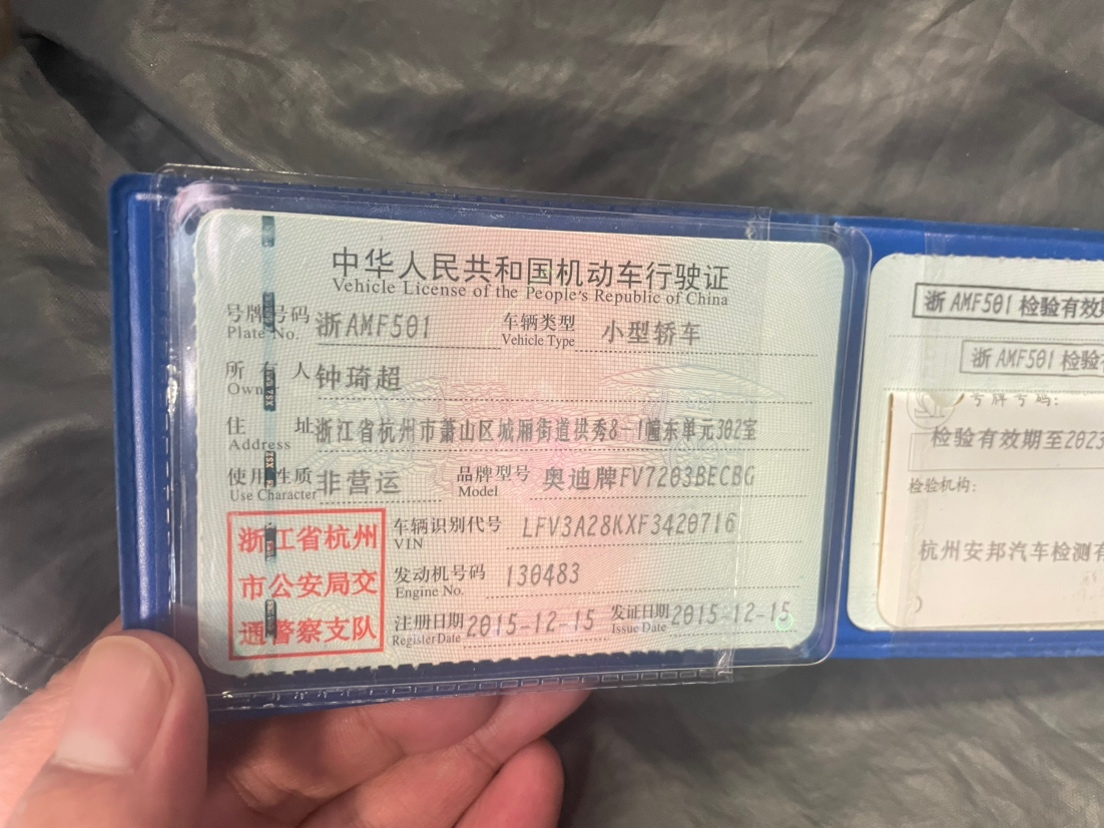 中华人民共和国机动车行驶证
Vehicle License of the People's Republic of China
号牌号码 浙AMF501 车辆类型 小型轿车
Plate No. Vehicle Type
所有人 钟琦超
Owner
住址 浙江省杭州市萧山区城厢街道拱秀8-1幢东单元302室
Address
使用性质 非营运 品牌型号 奥迪牌FV7203BECBG
Use Character Model
浙江省杭州
市公安局交
通警察支队
车辆识别代号 LFV3A28KXF3420716
VIN
发动机号码 130483
Engine No.
注册日期 2015-12-15 发证日期 2015-12-15
Register Date Issue Date
浙AMF501 检验有效期
浙AMF501 检验有
号牌号码:
检验有效期至2023
检验机构:
杭州安邦汽车检测有